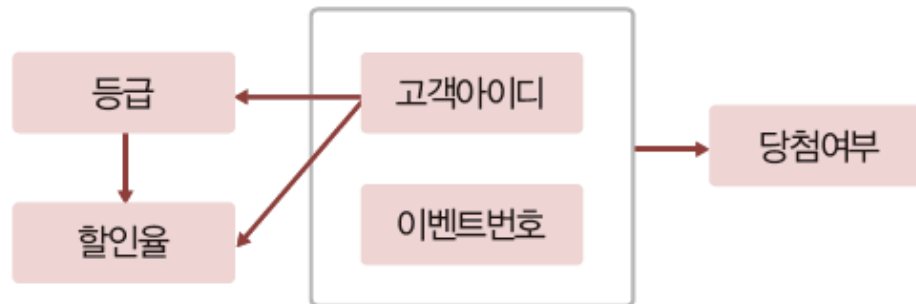 등급
고객아이디
당첨여부
할인율
이벤트번호